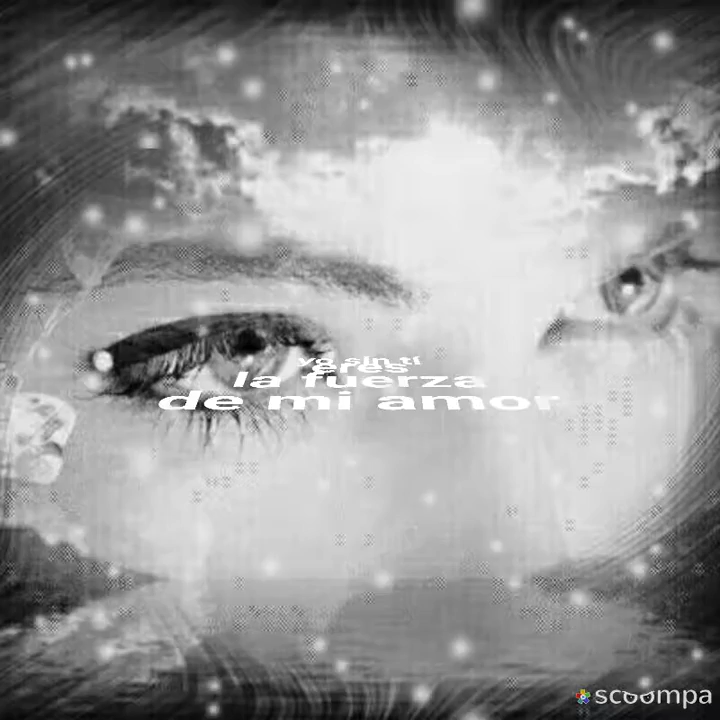 yo sin ti
eres
la fuerza
de mi amor
scoompa